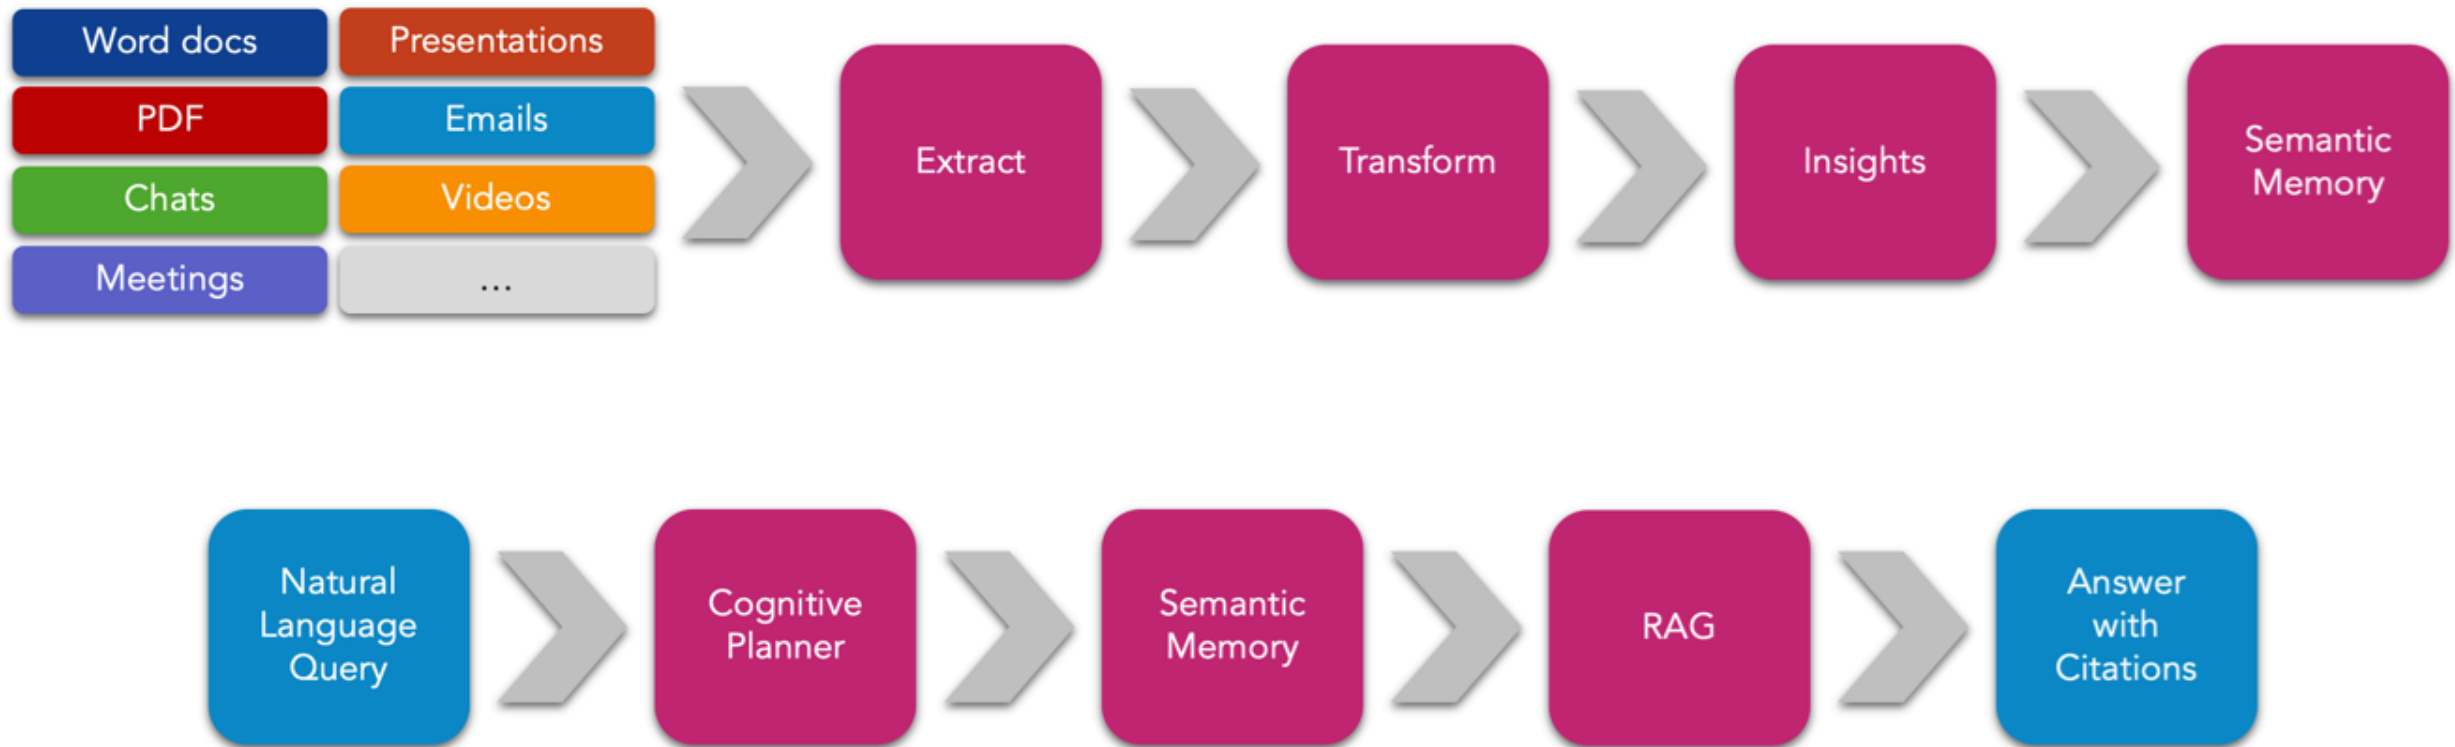 Word docs
Presentations
PDF
Emails
Chats
Videos
Meetings
...
Extract
Transform
Insights
Semantic
Memory
Natural
Language
Query
Cognitive
Planner
Semantic
Memory
RAG
Answer
with
Citations